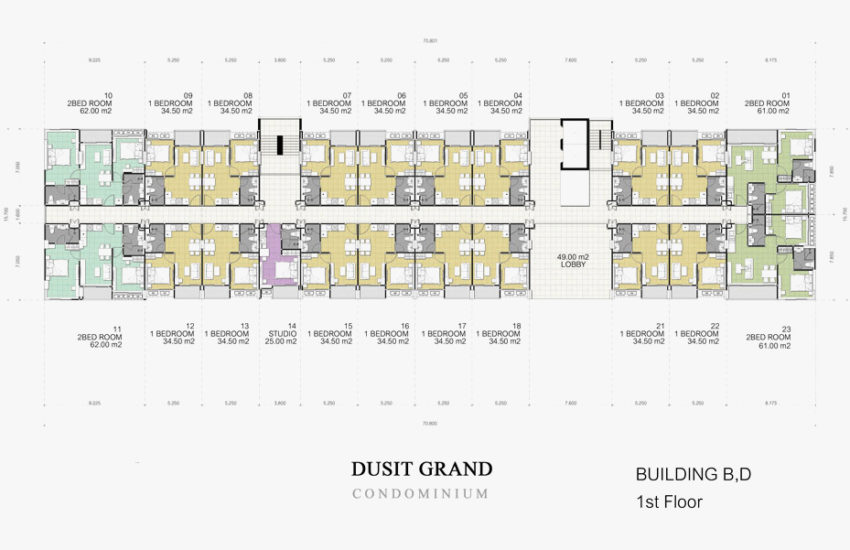 70.801
9.025 5.250 5.250 3.600 5.250 5.250 5.250 5.250 7.600 5.250 5.250 8.175
10 09 08 07 06 05 04 03 02 01
2BED ROOM 1 BEDROOM 1 BEDROOM 1 BEDROOM 1 BEDROOM 1 BEDROOM 1 BEDROOM 1 BEDROOM 1 BEDROOM 2BED ROOM
62.00 m2 34.50 m2 34.50 m2 34.50 m2 34.50 m2 34.50 m2 34.50 m2 34.50 m2 34.50 m2 61.00 m2
15.750
1.600
49.00 m2
LOBBY
11 12 13 14 15 16 17 18 21 22 23
2BED ROOM 1 BEDROOM 1 BEDROOM STUDIO 1 BEDROOM 1 BEDROOM 1 BEDROOM 1 BEDROOM 1 BEDROOM 1 BEDROOM 2BED ROOM
62.00 m2 34.50 m2 34.50 m2 25.00 m2 34.50 m2 34.50 m2 34.50 m2 34.50 m2 34.50 m2 34.50 m2 61.00 m2
9.025 5.250 5.250 3.600 5.250 5.250 5.250 5.250 7.600 5.250 5.250 8.175
70.800
DUSIT GRAND
CONDOMINIUM
BUILDING B,D
1st Floor